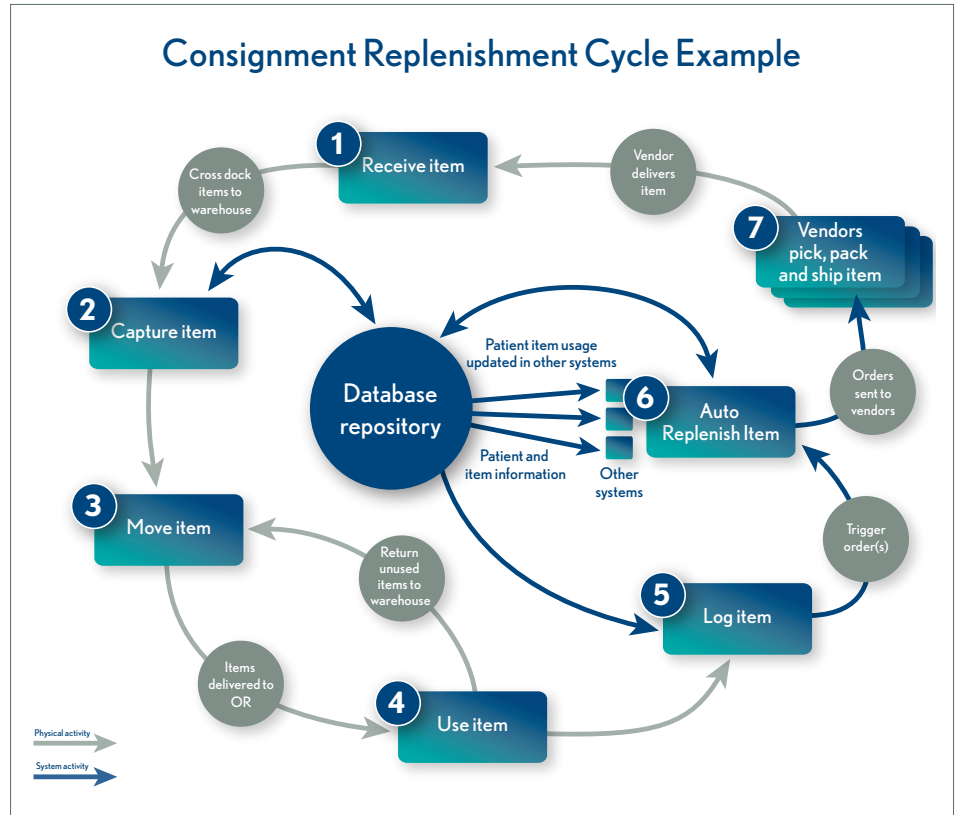 Consignment Replenishment Cycle Example
1
Receive item
Vendor
delivers
item
Cross dock
items to
warehouse
7
Vendors
pick, pack
and ship item
2
Capture item
Patient item usage
updated in other systems
Database
repository
6
Auto
Replenish Item
Orders
sent to
vendors
Patient and
item information
Other
systems
3
Move item
Return
unused
items to
warehouse
Trigger
order(s)
5
Log item
Items
delivered to
OR
4
Use item
Physical activity
System activity